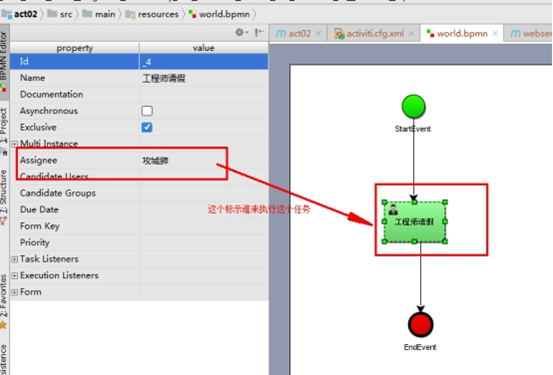 act02 src main resources world.bpmn
BPMN Editor
1: Project
7: Structure
2: Favorites
property value
Id _4
Name 工程师请假
Documentation
Asynchronous
Exclusive
Multi Instance
Assignee 攻城狮
Candidate Users
Candidate Groups
Due Date
Form Key
Priority
Task Listeners
Execution Listeners
Form
act02 activiti.cfg.xml world.bpmn
StartEvent
这个标示谁来执行这个任务
工程师请假
EndEvent